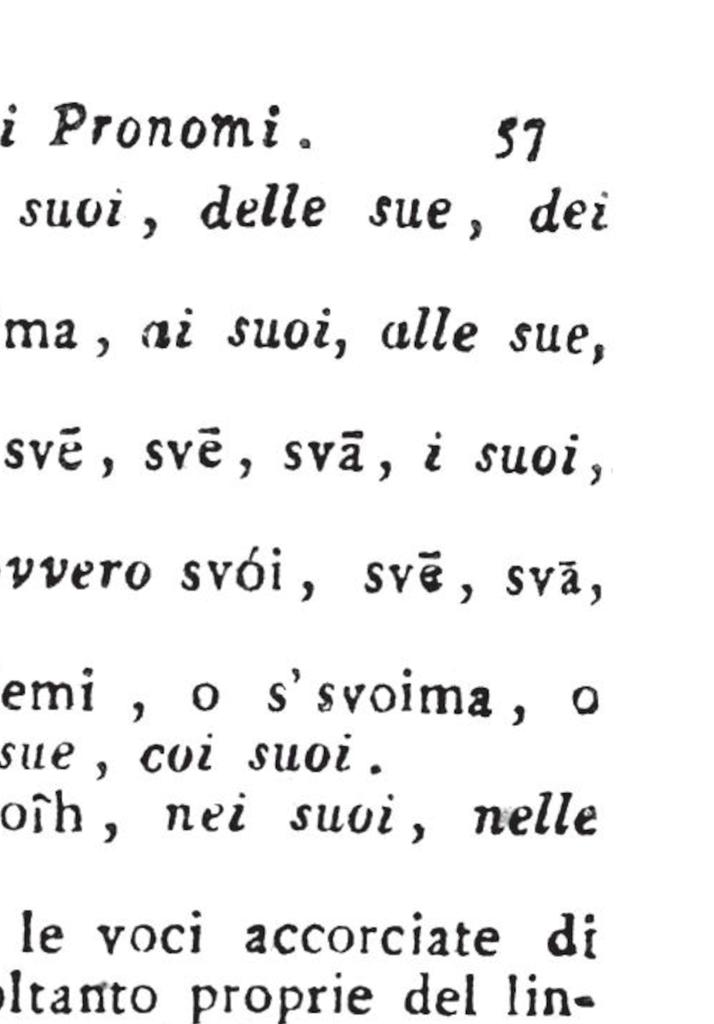 i Pronomi. 57
suoi, delle sue, dei
ma, ai suoi, alle sue,
svē, svē, svā, i suoi,
vvero svói, svē, svā,
emi, o s'svoima, o
sue, coi suoi.
oîh, nei suoi, nelle
le voci accorciate di
oltanto proprie del lin-